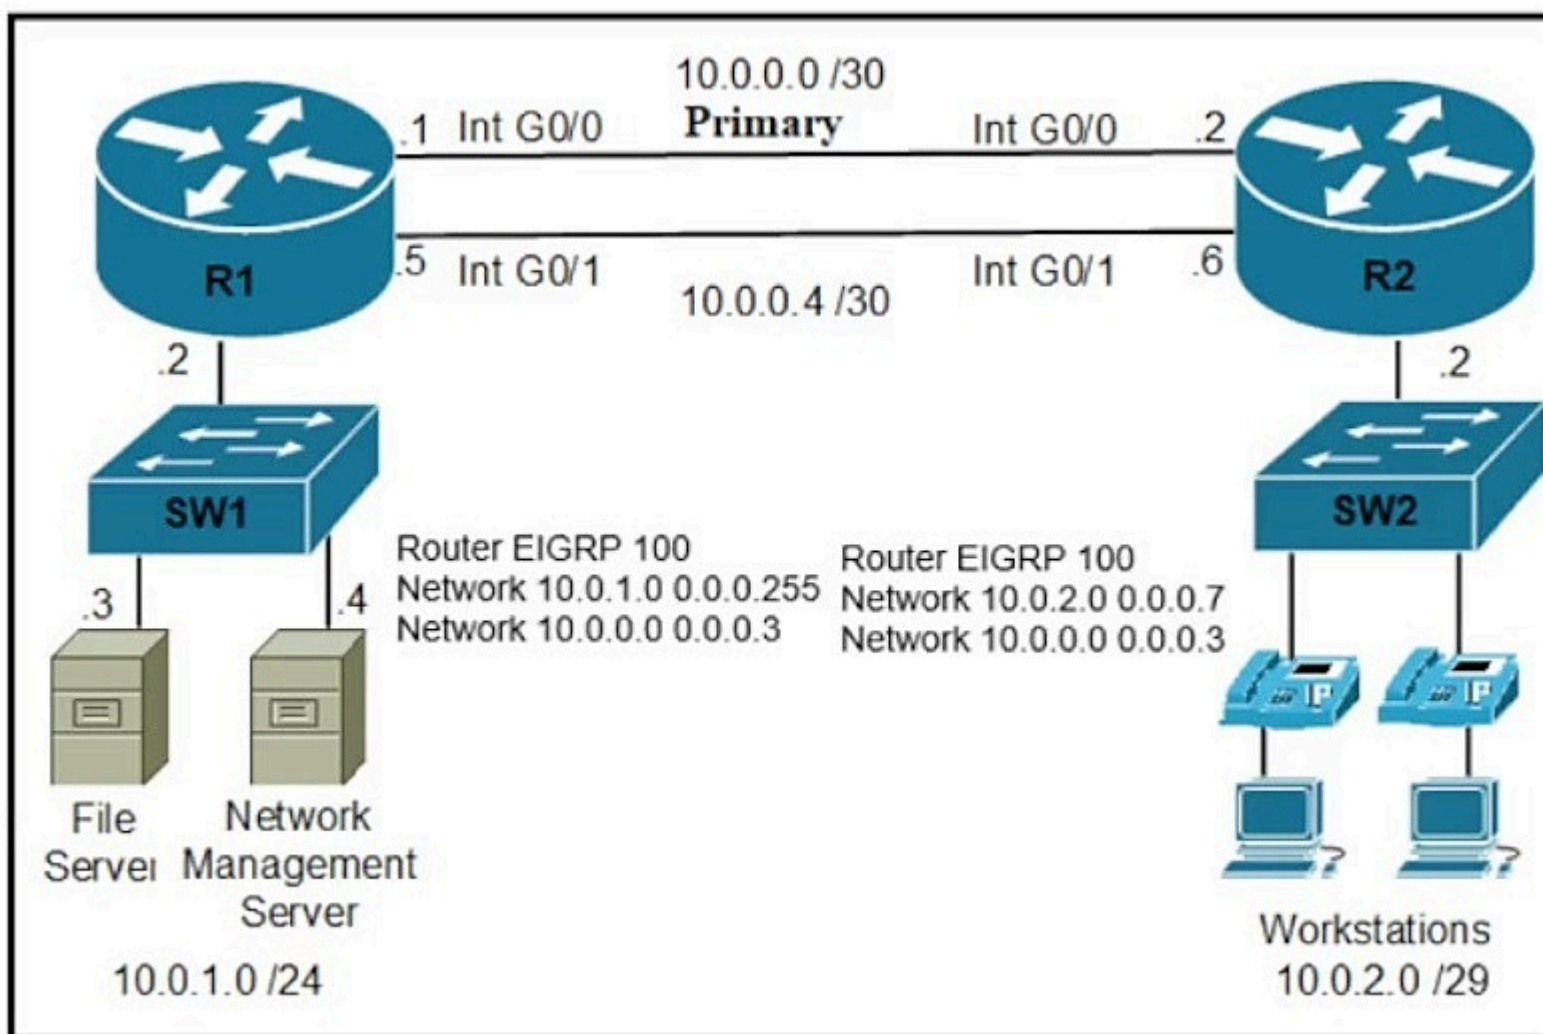 10.0.0.0 /30
Primary
.1 Int G0/0
Int G0/0 .2
.5 Int G0/1
Int G0/1 .6
10.0.0.4 /30
R1
R2
.2
.2
SW1
SW2
Router EIGRP 100
Network 10.0.1.0 0.0.0.255
Network 10.0.0.0 0.0.0.3
Router EIGRP 100
Network 10.0.2.0 0.0.0.7
Network 10.0.0.0 0.0.0.3
.3
.4
IP
IP
File
Server
Network
Management
Server
10.0.1.0 /24
Workstations
10.0.2.0 /29